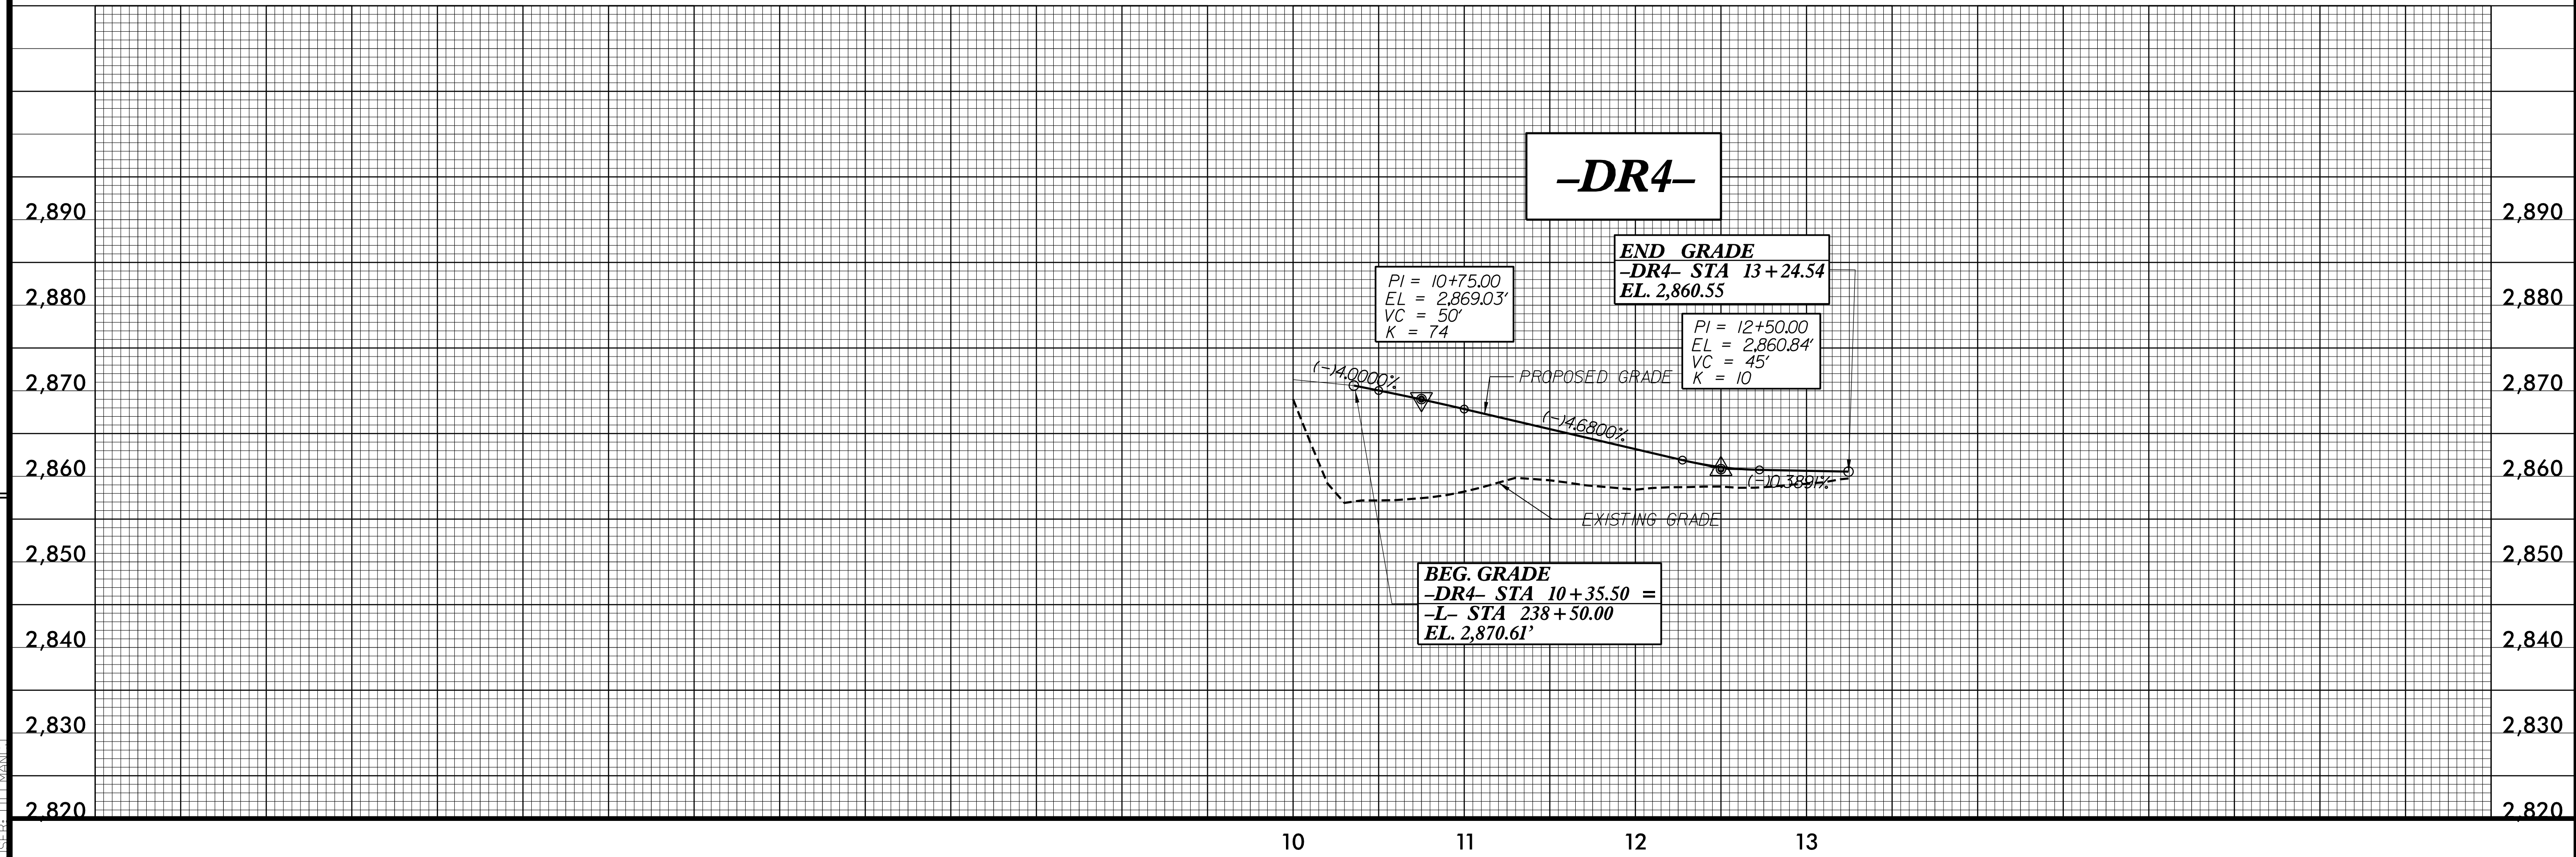 –DR4–
2,890
2,890
END GRADE
–DR4– STA 13+24.54
EL. 2,860.55
PI = 10+75.00
EL = 2,869.03'
VC = 50'
K = 74
2,880
2,880
PI = 12+50.00
EL = 2,860.84'
VC = 45'
K = 10
(-)4.0000%
PROPOSED GRADE
2,870
2,870
(-)4.6800%
2,860
2,860
(-)0.3891%
EXISTING GRADE
2,850
2,850
BEG. GRADE
–DR4– STA 10+35.50 =
–L– STA 238+50.00
EL. 2,870.61'
2,840
2,840
2,830
2,830
2,820
2,820
10 11 12 13